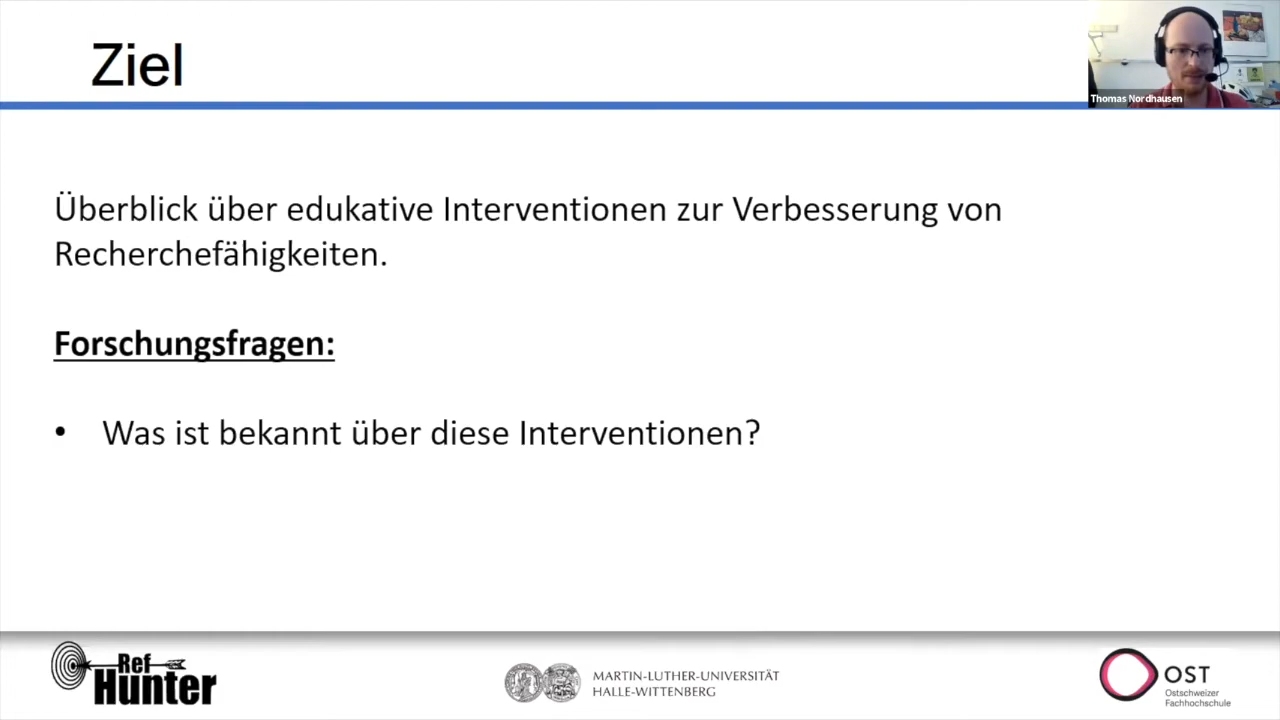 Ziel
Thomas Nordhausen
Überblick über edukative Interventionen zur Verbesserung von
Recherchefähigkeiten.
Forschungsfragen:
• Was ist bekannt über diese Interventionen?
Ref
Hunter
MARTIN-LUTHER-UNIVERSITÄT
HALLE-WITTENBERG
OST
Ostschweizer
Fachhochschule